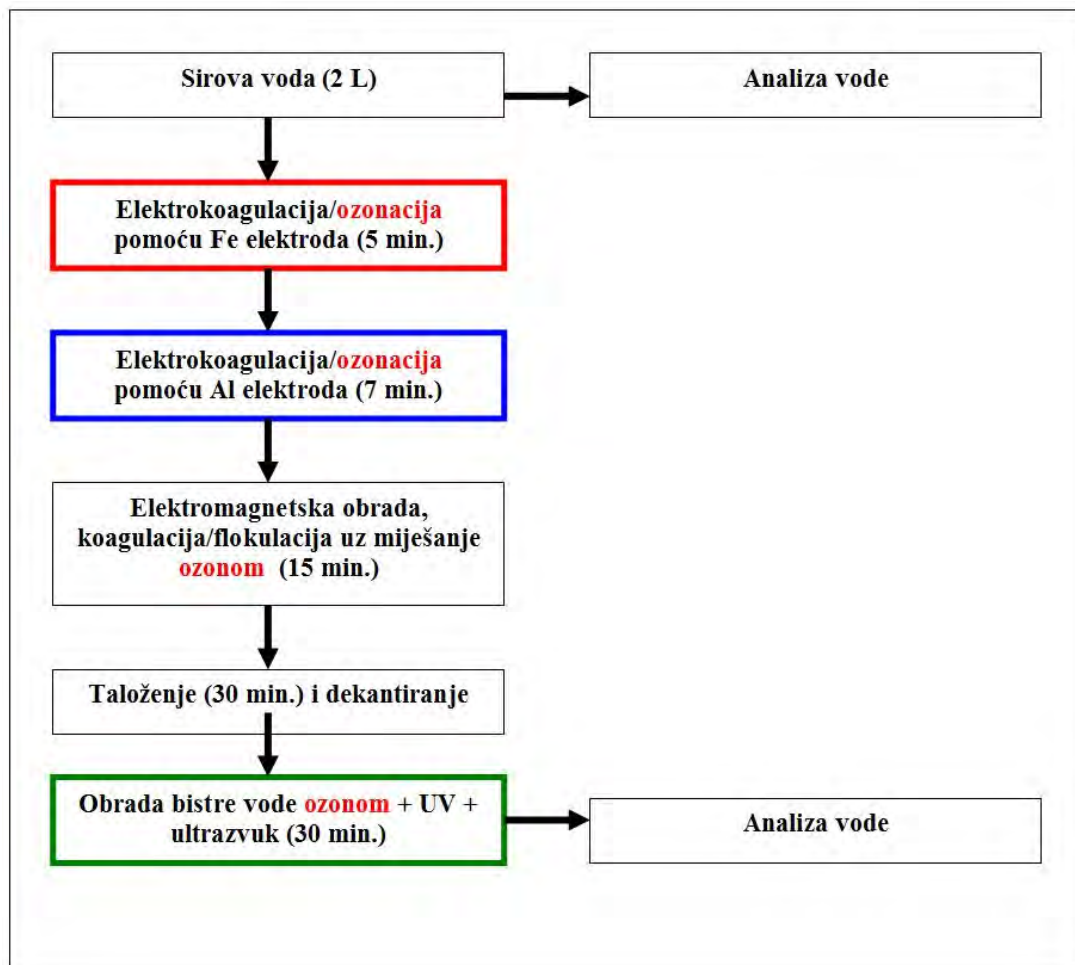 Sirova voda (2 L)
Analiza vode
Elektrokoagulacija/ozonacija
pomoću Fe elektroda (5 min.)
Elektrokoagulacija/ozonacija
pomoću Al elektroda (7 min.)
Elektromagnetska obrada,
koagulacija/flokulacija uz miješanje
ozonom (15 min.)
Taloženje (30 min.) i dekantiranje
Obrada bistre vode ozonom + UV +
ultrazvuk (30 min.)
Analiza vode